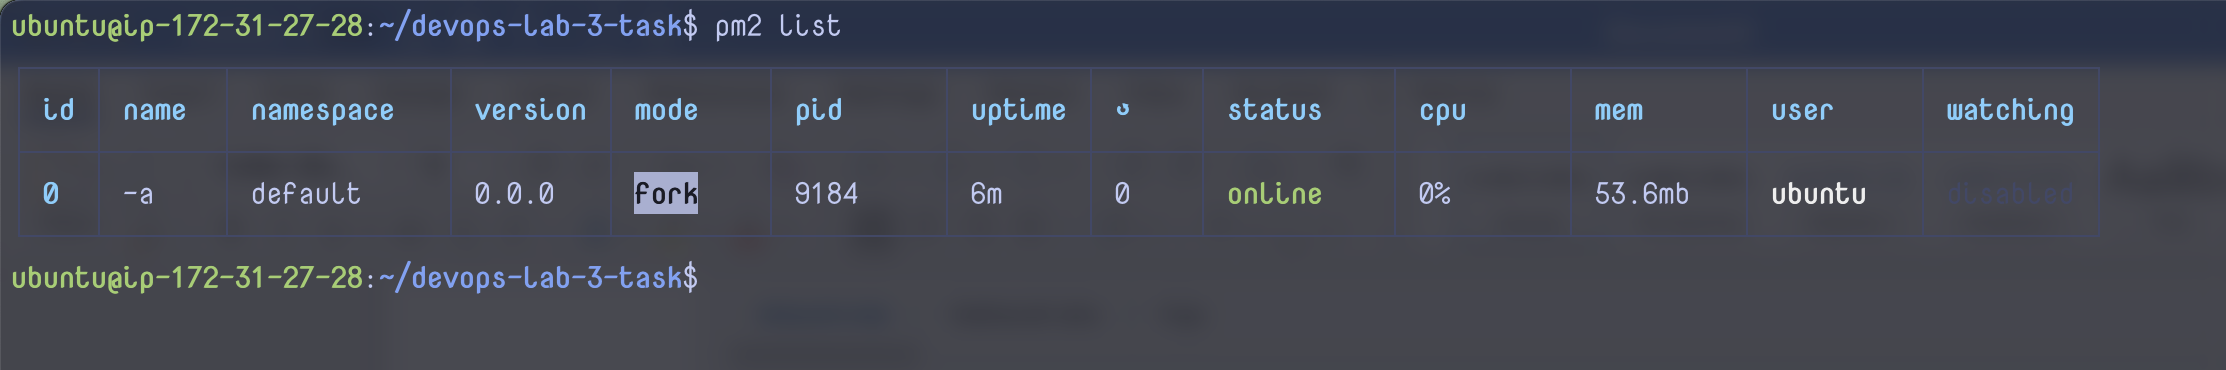 ubuntu@ip-172-31-27-28:~/devops-lab-3-task$ pm2 list
id name namespace version mode pid uptime ↺ status cpu mem user watching
0 -a default 0.0.0 fork 9184 6m 0 online 0% 53.6mb ubuntu disabled
ubuntu@ip-172-31-27-28:~/devops-lab-3-task$